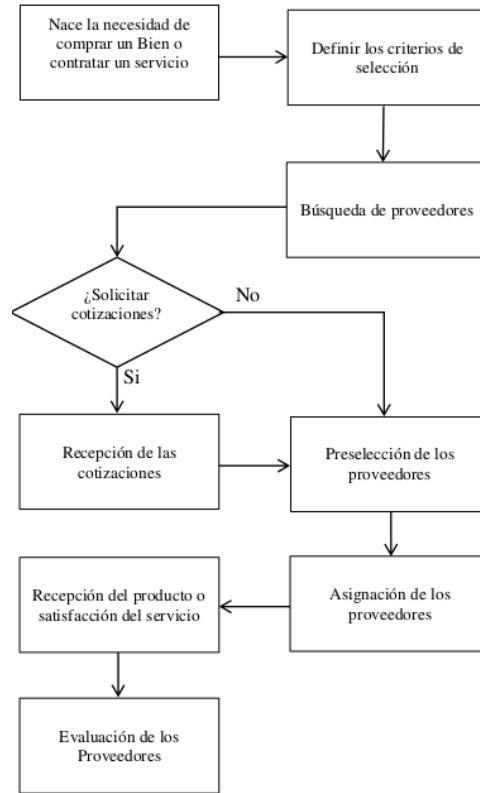 Nace la necesidad de
comprar un Bien o
contratar un servicio
Definir los criterios de
selección
Búsqueda de proveedores
¿Solicitar
cotizaciones?
No
Si
Recepción de las
cotizaciones
Preselección de los
proveedores
Asignación de los
proveedores
Recepción del producto o
satisfacción del servicio
Evaluación de los
Proveedores